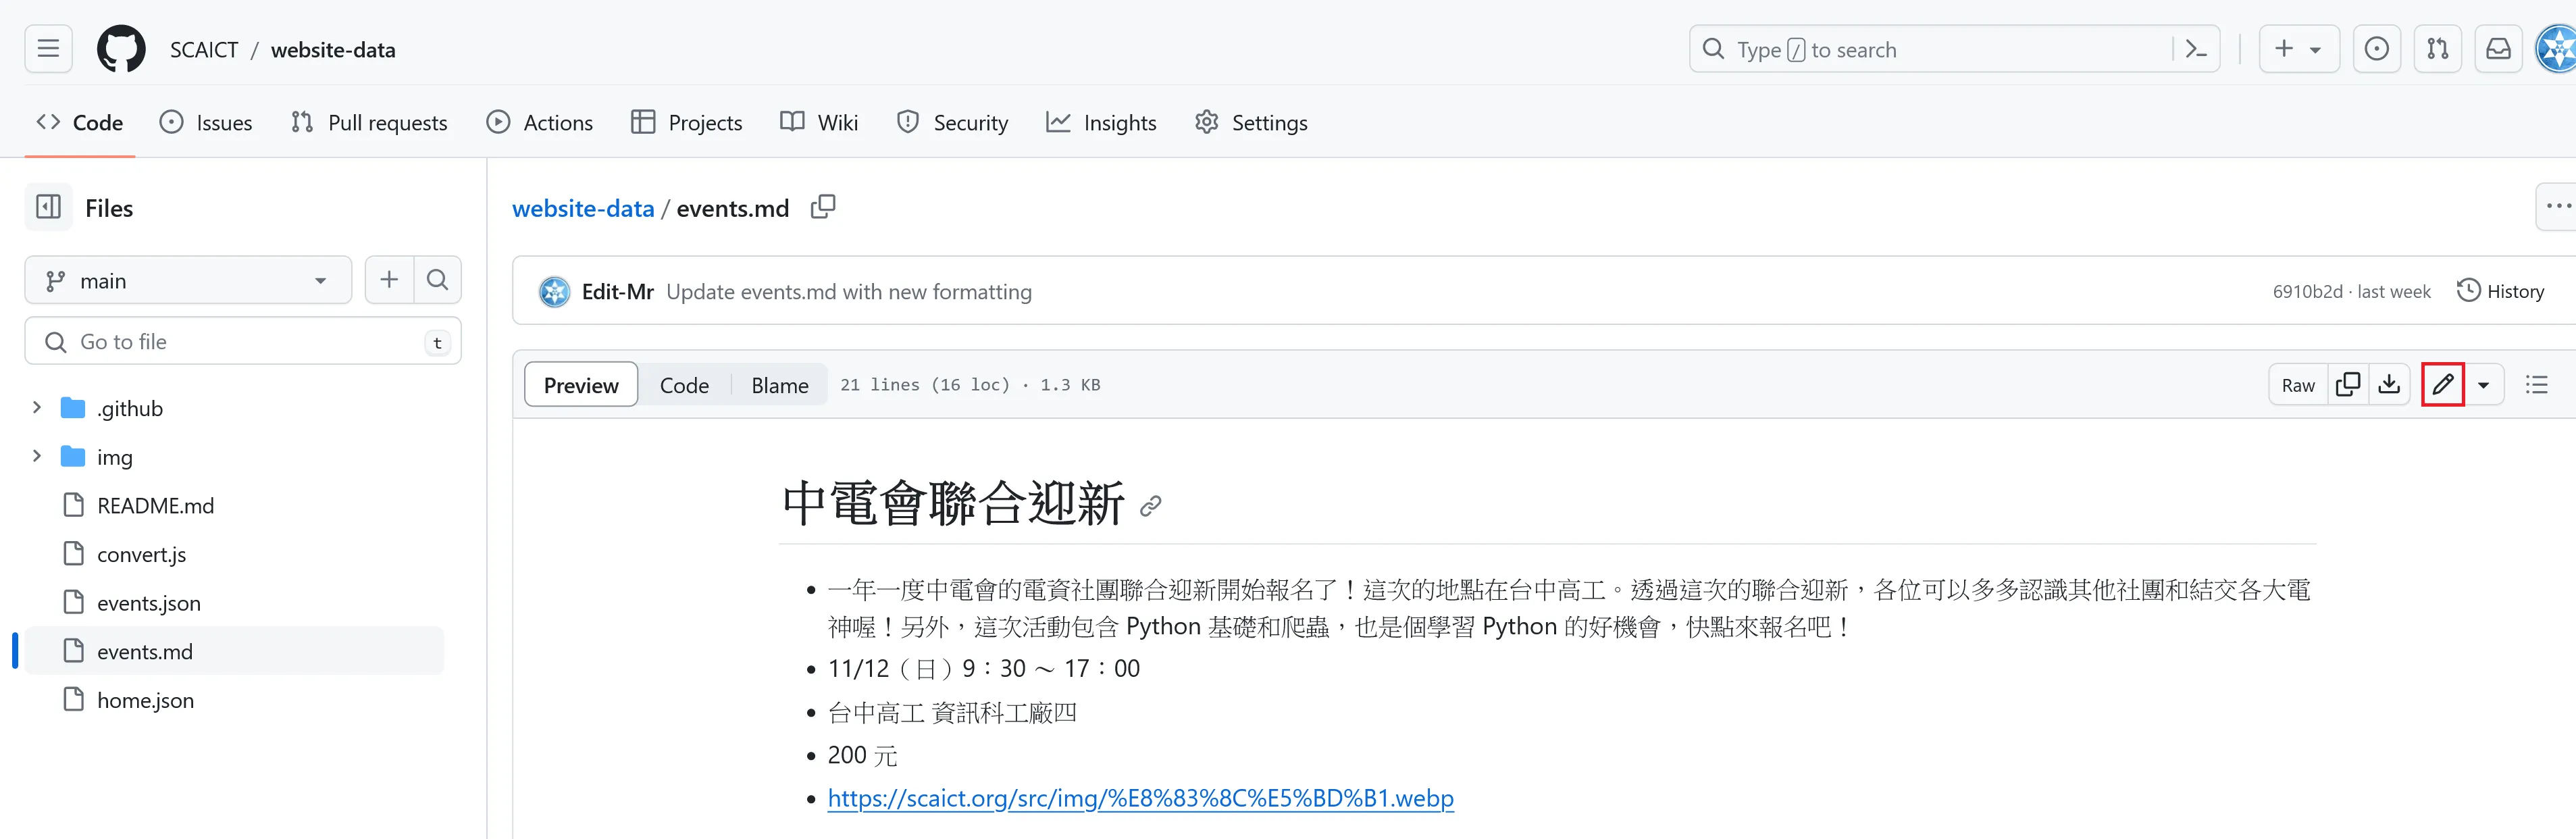 SCAICT / website-data
Type / to search
Code Issues Pull requests Actions Projects Wiki Security Insights Settings
Files
main
Go to file t
.github
img
README.md
convert.js
events.json
events.md
home.json
website-data / events.md
Edit-Mr Update events.md with new formatting 6910b2d · last week History
Preview Code Blame 21 lines (16 loc) · 1.3 KB Raw
中電會聯合迎新
一年一度中電會的電資社團聯合迎新開始報名了！這次的地點在台中高工。透過這次的聯合迎新，各位可以多多認識其他社團和結交各大電
神喔！另外，這次活動包含 Python 基礎和爬蟲，也是個學習 Python 的好機會，快點來報名吧！
11/12（日）9：30 ～ 17：00
台中高工 資訊科工廠四
200 元
https://scaict.org/src/img/%E8%83%8C%E5%BD%B1.webp